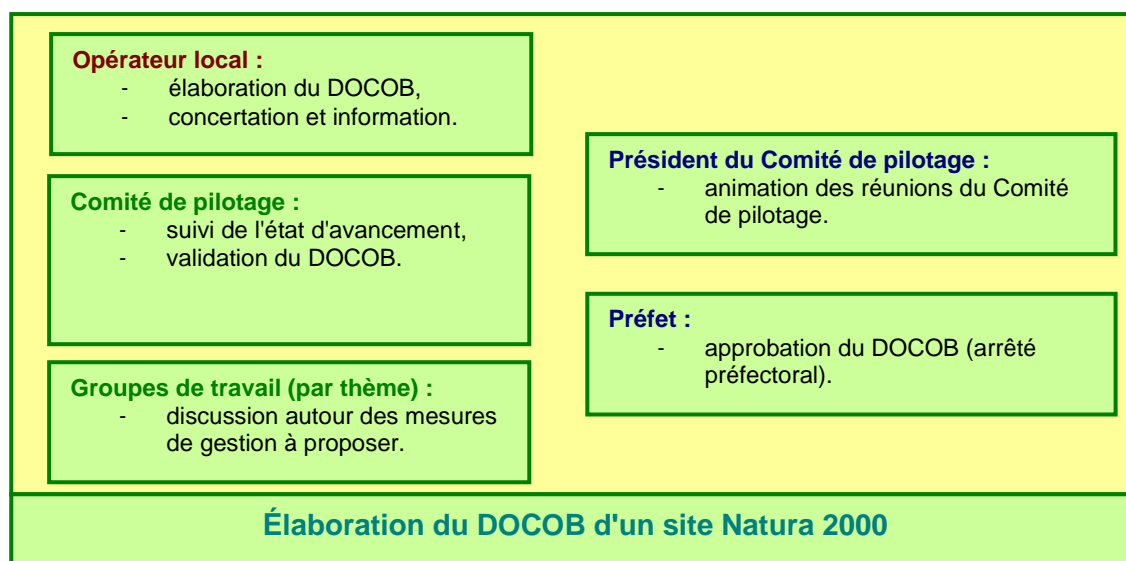 Opérateur local :
- élaboration du DOCOB,
- concertation et information.
Comité de pilotage :
- suivi de l'état d'avancement,
- validation du DOCOB.
Groupes de travail (par thème) :
- discussion autour des mesures
de gestion à proposer.
Président du Comité de pilotage :
- animation des réunions du Comité
de pilotage.
Préfet :
- approbation du DOCOB (arrêté
préfectoral).
Élaboration du DOCOB d'un site Natura 2000